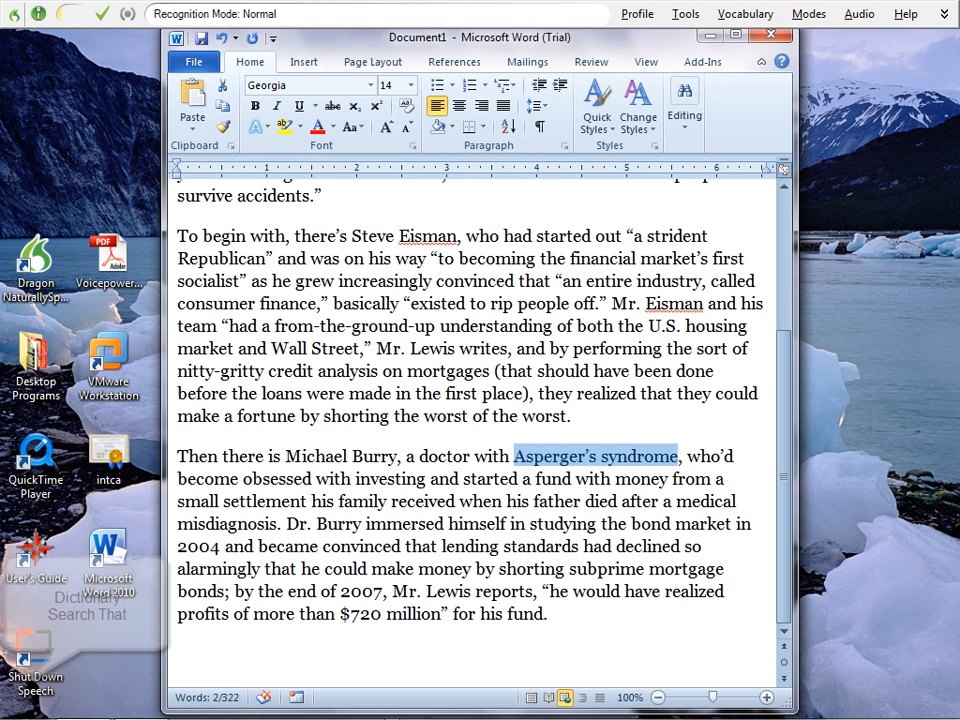 Recognition Mode: Normal
Profile Tools Vocabulary Modes Audio Help
Document1 - Microsoft Word (Trial)
File Home Insert Page Layout References Mailings Review View Add-Ins
Georgia 14
Paste
B I U abc X₂ X²
Aa A A
Quick Styles
Change Styles
Editing
Clipboard Font Paragraph Styles
1 2 3 4 5 6
survive accidents.”
To begin with, there’s Steve Eisman, who had started out “a strident
Republican” and was on his way “to becoming the financial market’s first
socialist” as he grew increasingly convinced that “an entire industry, called
consumer finance,” basically “existed to rip people off.” Mr. Eisman and his
team “had a from-the-ground-up understanding of both the U.S. housing
market and Wall Street,” Mr. Lewis writes, and by performing the sort of
nitty-gritty credit analysis on mortgages (that should have been done
before the loans were made in the first place), they realized that they could
make a fortune by shorting the worst of the worst.
Then there is Michael Burry, a doctor with Asperger’s syndrome, who’d
become obsessed with investing and started a fund with money from a
small settlement his family received when his father died after a medical
misdiagnosis. Dr. Burry immersed himself in studying the bond market in
2004 and became convinced that lending standards had declined so
alarmingly that he could make money by shorting subprime mortgage
bonds; by the end of 2007, Mr. Lewis reports, “he would have realized
profits of more than $720 million” for his fund.
Words: 2/322
100%
Dragon
NaturallySp...
PDF
Adobe
Voicepower...
Desktop
Programs
VMware
Workstation
QuickTime
Player
intca
User's Guide
Microsoft
Word 2010
Dictionary
Search That
Shut Down
Speech